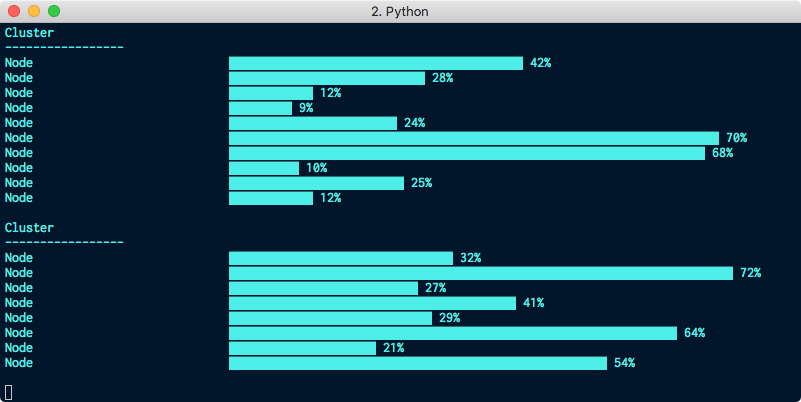 2. Python
Cluster
-----------------
Node 42%
Node 28%
Node 12%
Node 9%
Node 24%
Node 70%
Node 68%
Node 10%
Node 25%
Node 12%
Cluster
-----------------
Node 32%
Node 72%
Node 27%
Node 41%
Node 29%
Node 64%
Node 21%
Node 54%